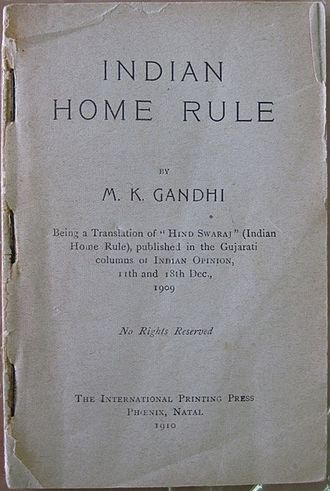 INDIAN
HOME RULE
BY
M. K. GANDHI
Being a Translation of "HIND SWARAJ" (Indian
Home Rule), published in the Gujarati
columns of INDIAN OPINION,
11th and 18th Dec.,
1909
No Rights Reserved
THE INTERNATIONAL PRINTING PRESS
PHŒNIX, NATAL
1910